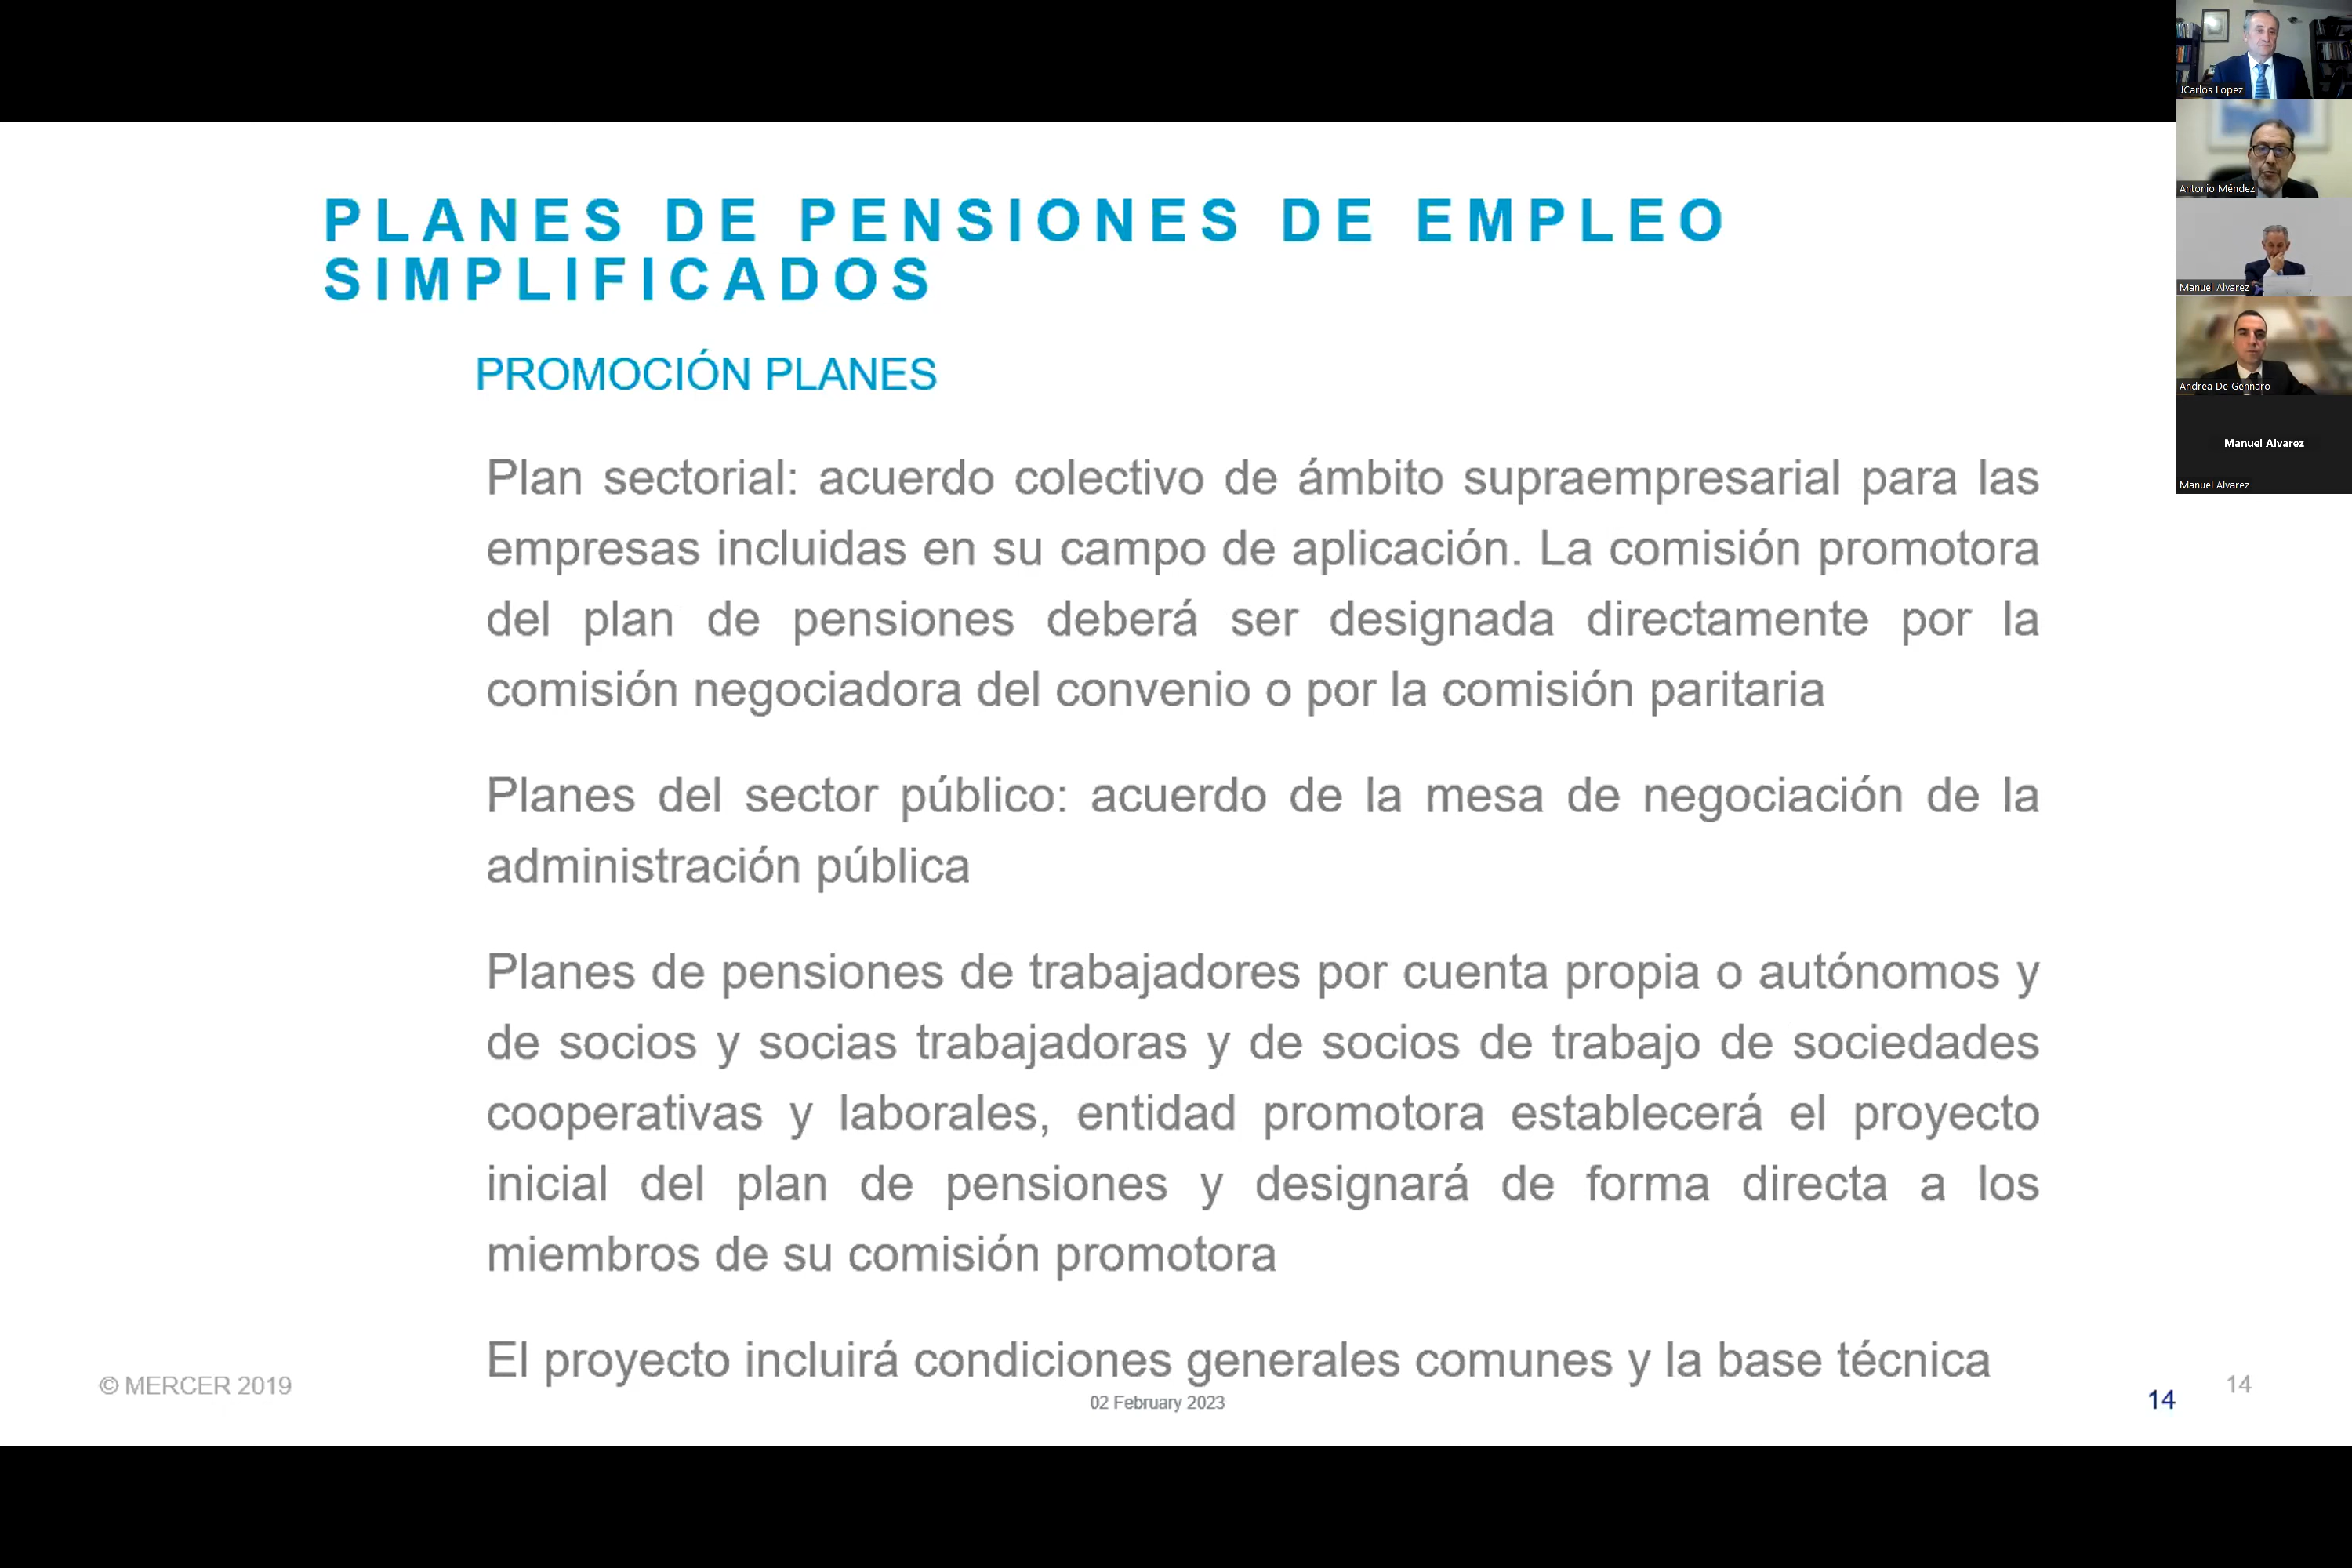 PLANES DE PENSIONES DE EMPLEO
SIMPLIFICADOS
PROMOCIÓN PLANES
Plan sectorial: acuerdo colectivo de ámbito supraempresarial para las
empresas incluidas en su campo de aplicación. La comisión promotora
del plan de pensiones deberá ser designada directamente por la
comisión negociadora del convenio o por la comisión paritaria
Planes del sector público: acuerdo de la mesa de negociación de la
administración pública
Planes de pensiones de trabajadores por cuenta propia o autónomos y
de socios y socias trabajadoras y de socios de trabajo de sociedades
cooperativas y laborales, entidad promotora establecerá el proyecto
inicial del plan de pensiones y designará de forma directa a los
miembros de su comisión promotora
El proyecto incluirá condiciones generales comunes y la base técnica
© MERCER 2019
02 February 2023
14
14
JCarlos Lopez
Antonio Méndez
Manuel Alvarez
Andrea De Gennaro
Manuel Alvarez
Manuel Alvarez